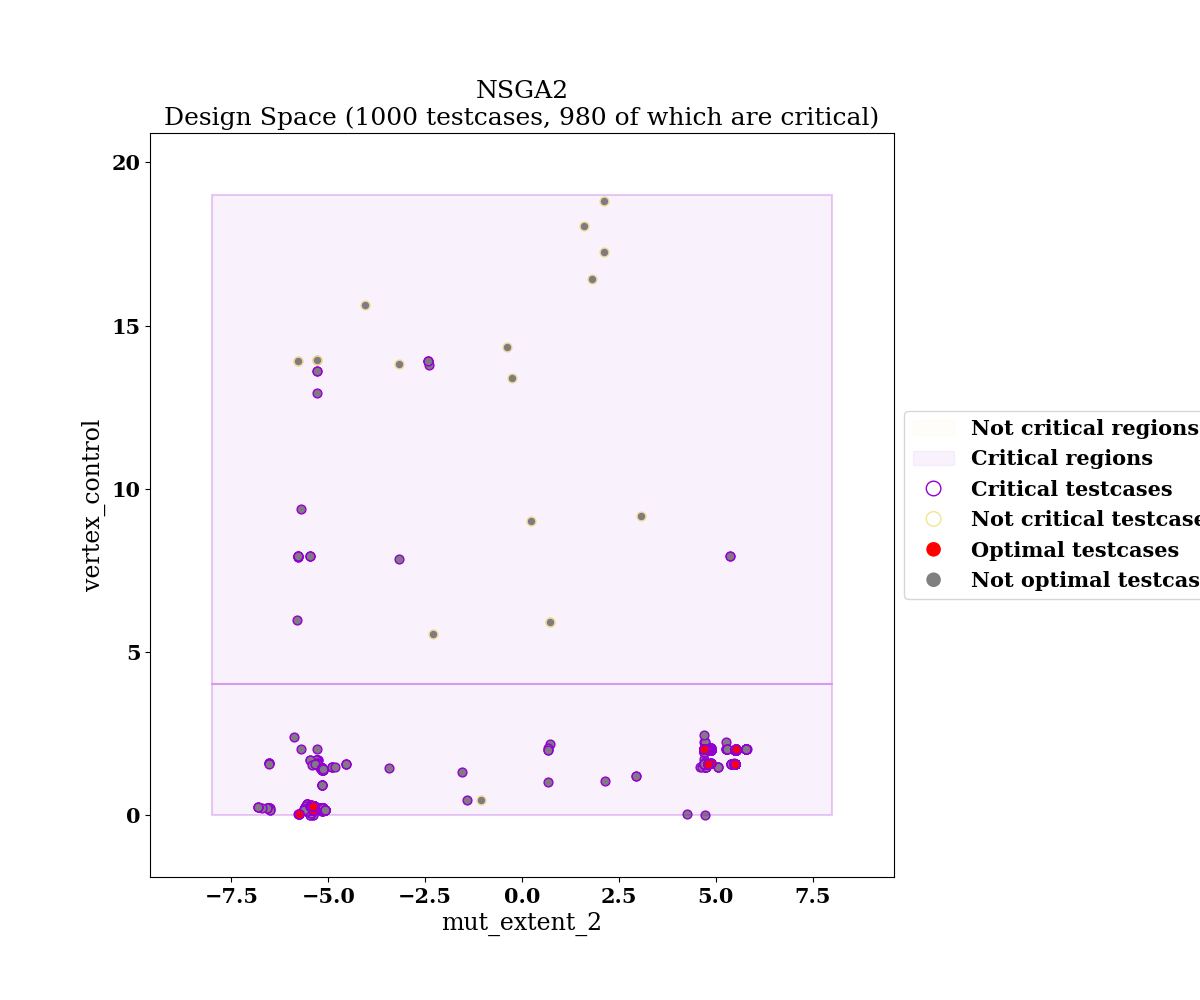 NSGA2
Design Space (1000 testcases, 980 of which are critical)
20
15
10
5
0
vertex_control
−7.5
−5.0
−2.5
0.0
2.5
5.0
7.5
mut_extent_2
Not critical regions
Critical regions
Critical testcases
Not critical testcase
Optimal testcases
Not optimal testcas